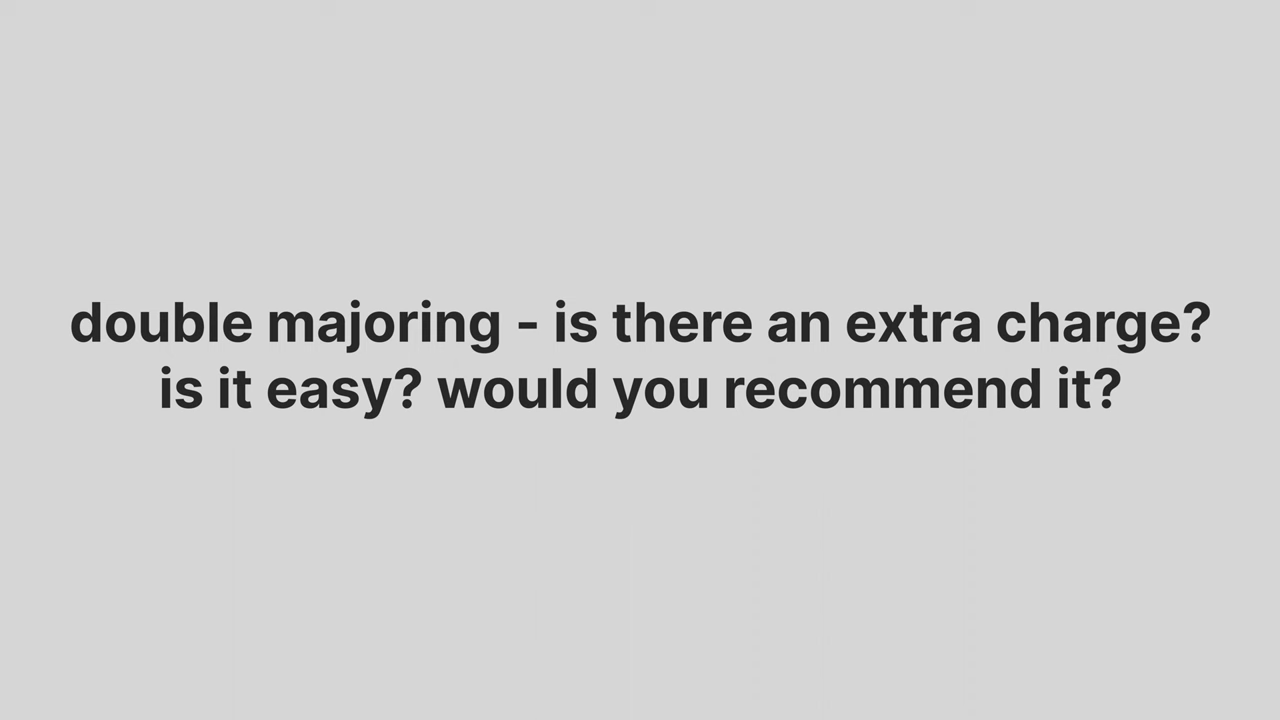 double majoring - is there an extra charge?
is it easy? would you recommend it?